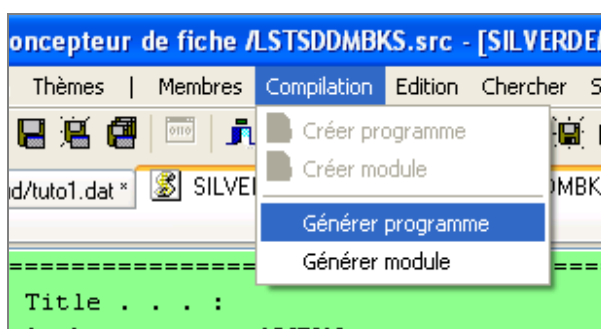 oncepteur de fiche /LSTSDDMBKS.src - [SILVERDE
Thèmes | Membres Compilation Edition Chercher S
Créer programme
Créer module
d/tuto1.dat * SILVE DMBK
Générer programme
Générer module
Title . . . :